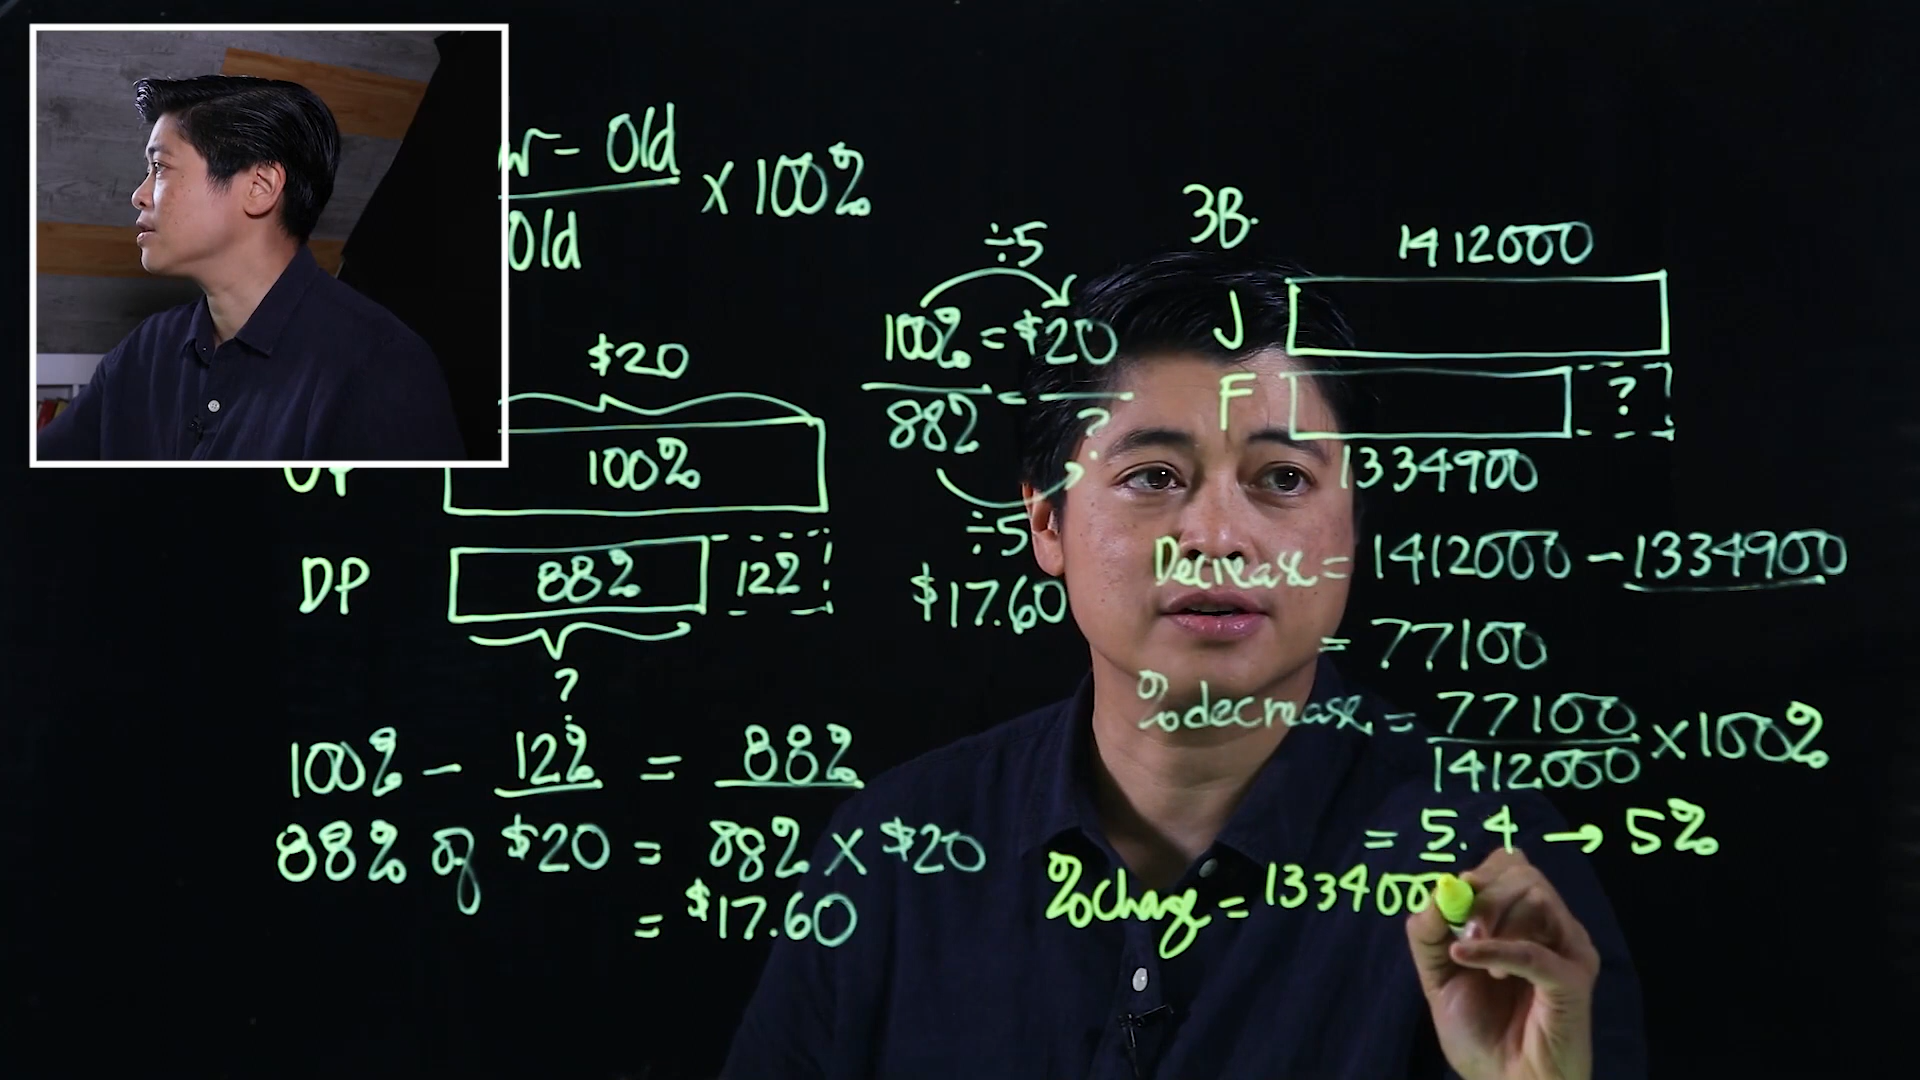 - Old
Old
x 100%
$20
100%
DP
88%
12%
?
100% - 12% = 88%
88% of $20 = 88% x $20
= $17.60
÷5
100% = $20
88% = ?
÷5
$17.60
3B.
1412000
J
F
?
1334900
Decrease = 1412000 - 1334900
= 77100
% decrease = 77100
1412000
x 100%
= 5.4 → 5%
% change = 133400